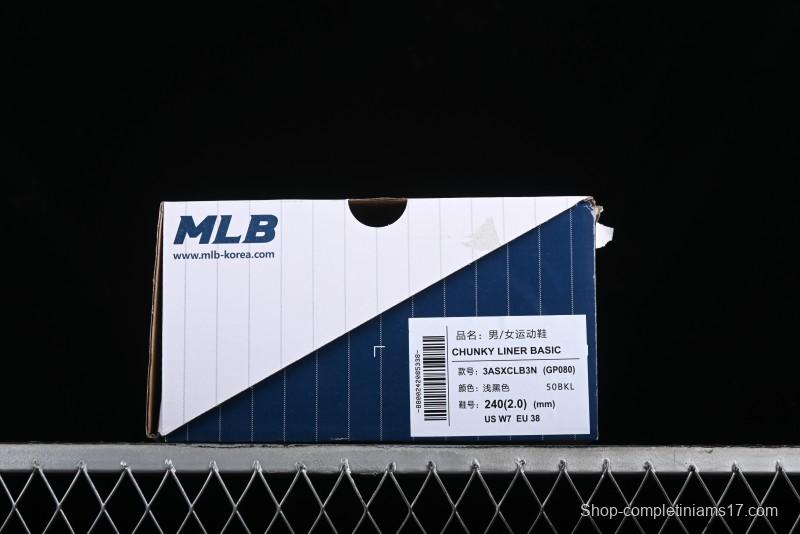 MLB
www.mlb-korea.com
品名：男/女运动鞋
CHUNKY LINER BASIC
款号：3ASXCLB3N (GP080)
颜色：浅黑色 50BKL
鞋号：240(2.0) (mm)
US W7 EU 38
Shop-completiniams17.com